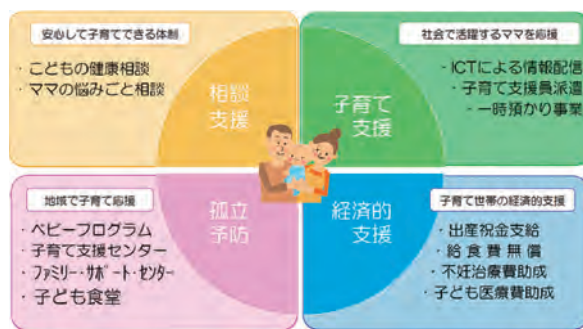 安心して子育てできる体制
・こどもの健康相談
・ママの悩みごと相談
相談
支援
社会で活躍するママを応援
・ICTによる情報配信
・子育て支援員派遣
・一時預かり事業
子育て
支援
地域で子育て応援
・ベビープログラム
・子育て支援センター
・ファミリー・サポート・センター
・子ども食堂
孤立
予防
経済的
支援
子育て世帯の経済的支援
・出産祝金支給
・給食費無償
・不妊治療費助成
・子ども医療費助成